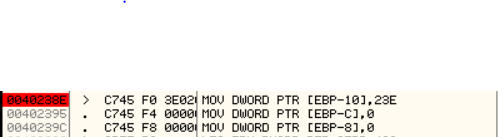 0040238E > C745 F0 3E02 MOV DWORD PTR [EBP-10],23E
00402395 . C745 F4 0000 MOV DWORD PTR [EBP-C],0
0040239C . C745 F8 0000 MOV DWORD PTR [EBP-8],0